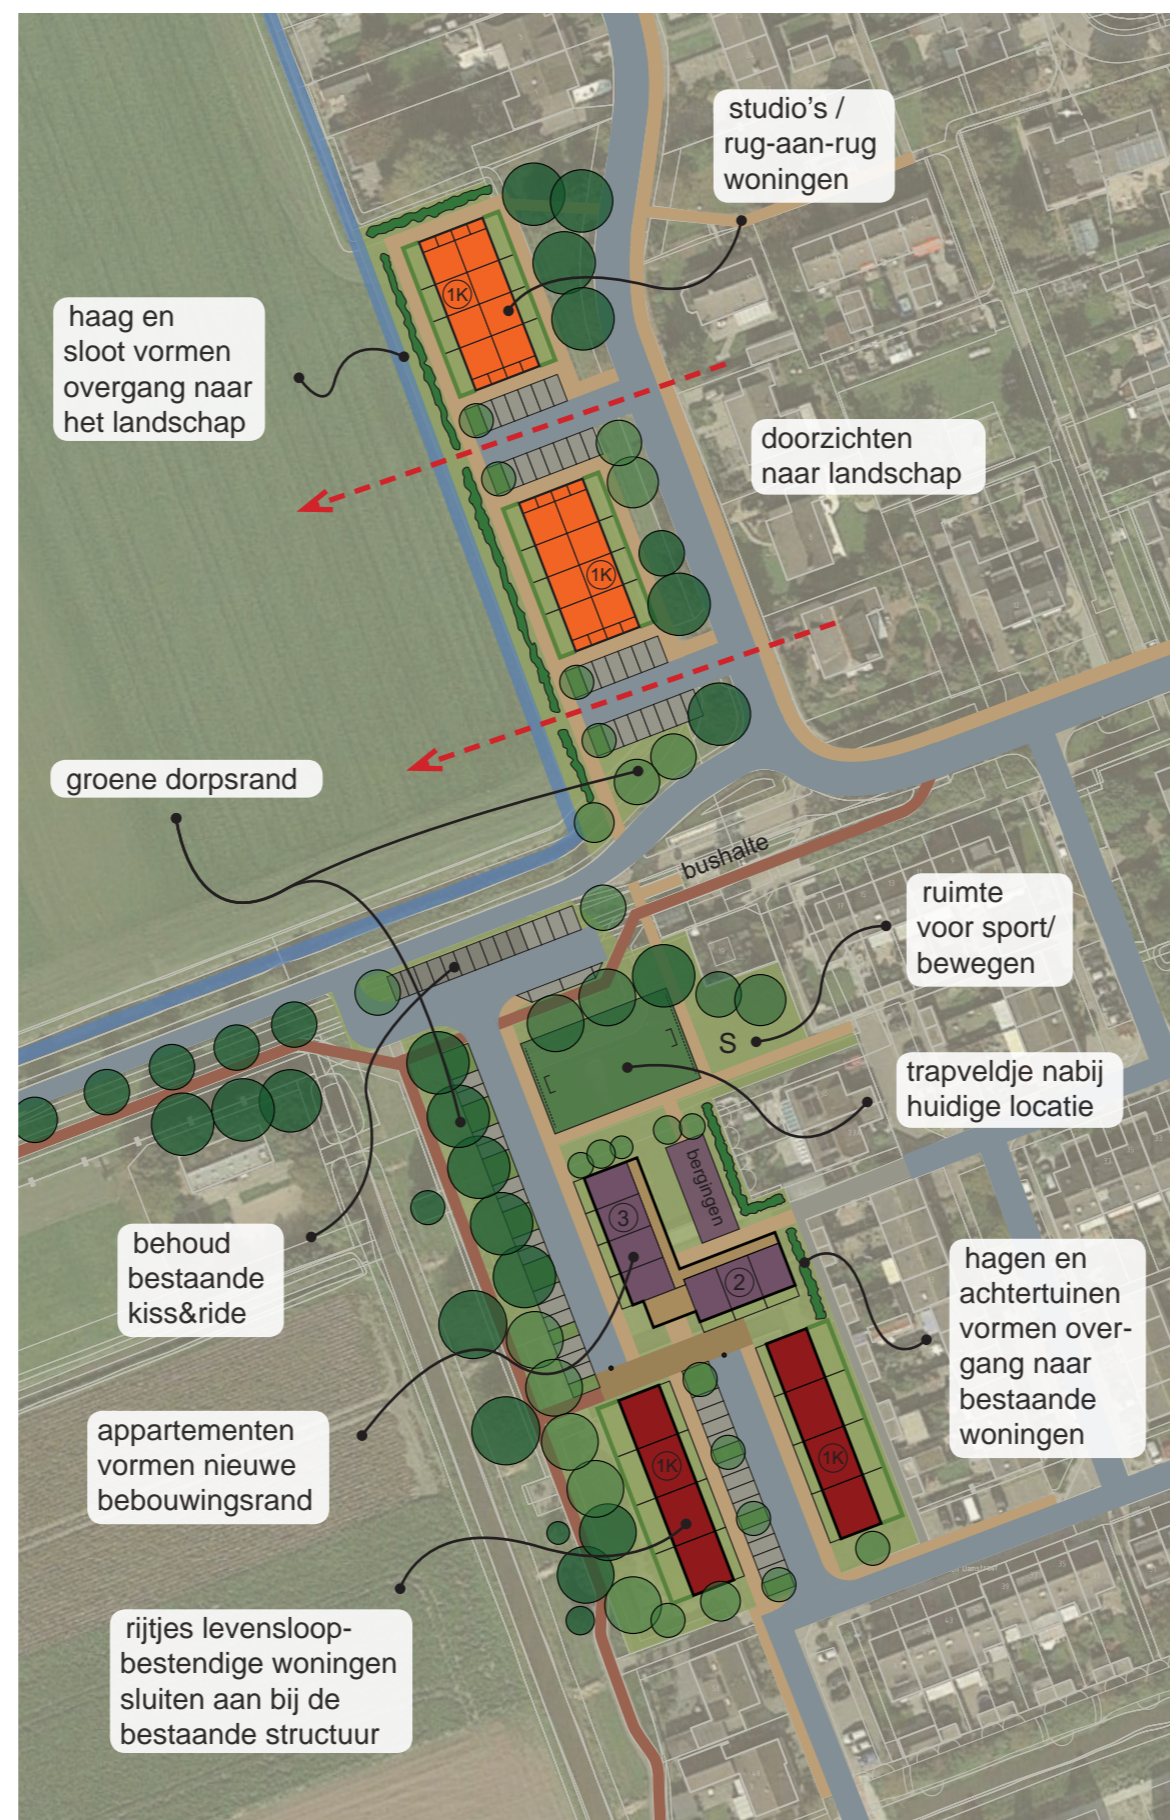 studio's /
rug-aan-rug
woningen
1K
haag en
sloot vormen
overgang naar
het landschap
doorzichten
naar landschap
1K
groene dorpsrand
bushalte
ruimte
voor sport/
bewegen
S
trapveldje nabij
huidige locatie
bergingen
3
2
behoud
bestaande
kiss&ride
hagen en
achtertuinen
vormen over-
gang naar
bestaande
woningen
appartementen
vormen nieuwe
bebouwingsrand
1K
1K
rijtjes levensloop-
bestendige woningen
sluiten aan bij de
bestaande structuur